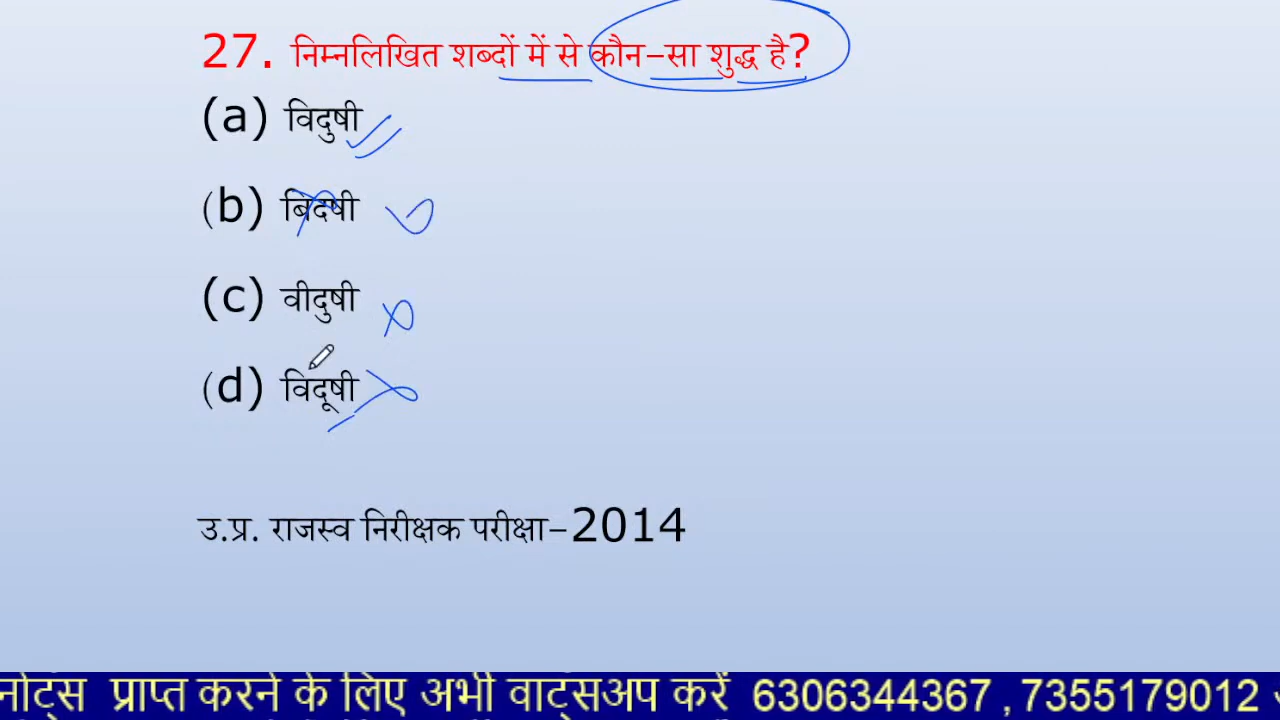 27. निम्नलिखित शब्दों में से कौन-सा शुद्ध है?
(a) विदुषी
(b) बिदषी
(c) वीदुषी
(d) विदूषी
उ.प्र. राजस्व निरीक्षक परीक्षा-2014
नोट्स प्राप्त करने के लिए अभी वाट्सअप करें 6306344367 , 7355179012